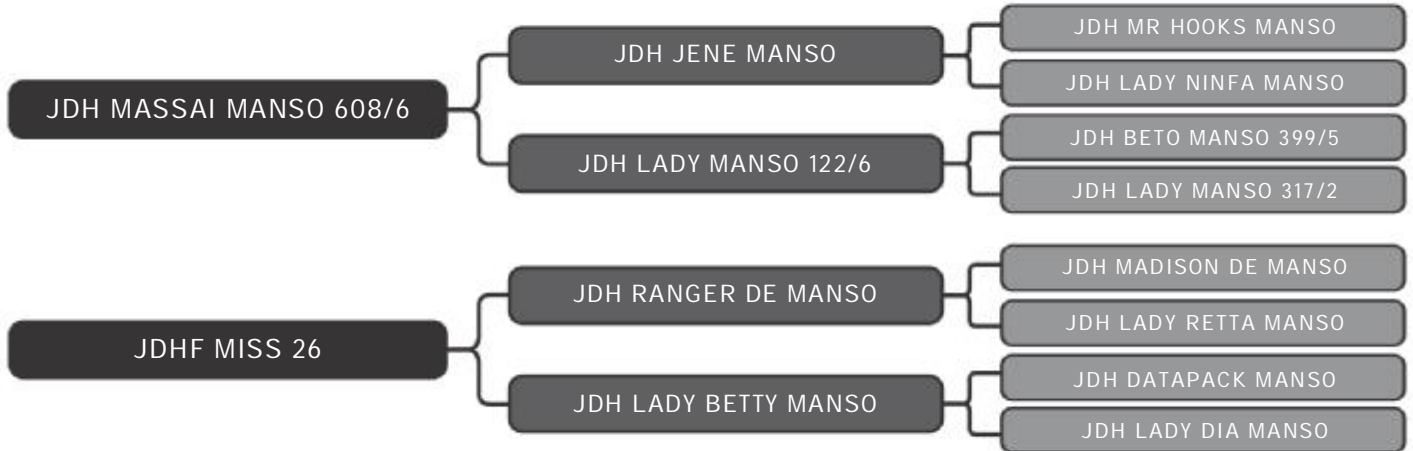 JDH MR HOOKS MANSO
JDH JENE MANSO
JDH LADY NINFA MANSO
JDH MASSAI MANSO 608/6
JDH BETO MANSO 399/5
JDH LADY MANSO 122/6
JDH LADY MANSO 317/2
JDH MADISON DE MANSO
JDH RANGER DE MANSO
JDH LADY RETTA MANSO
JDHF MISS 26
JDH DATAPACK MANSO
JDH LADY BETTY MANSO
JDH LADY DIA MANSO